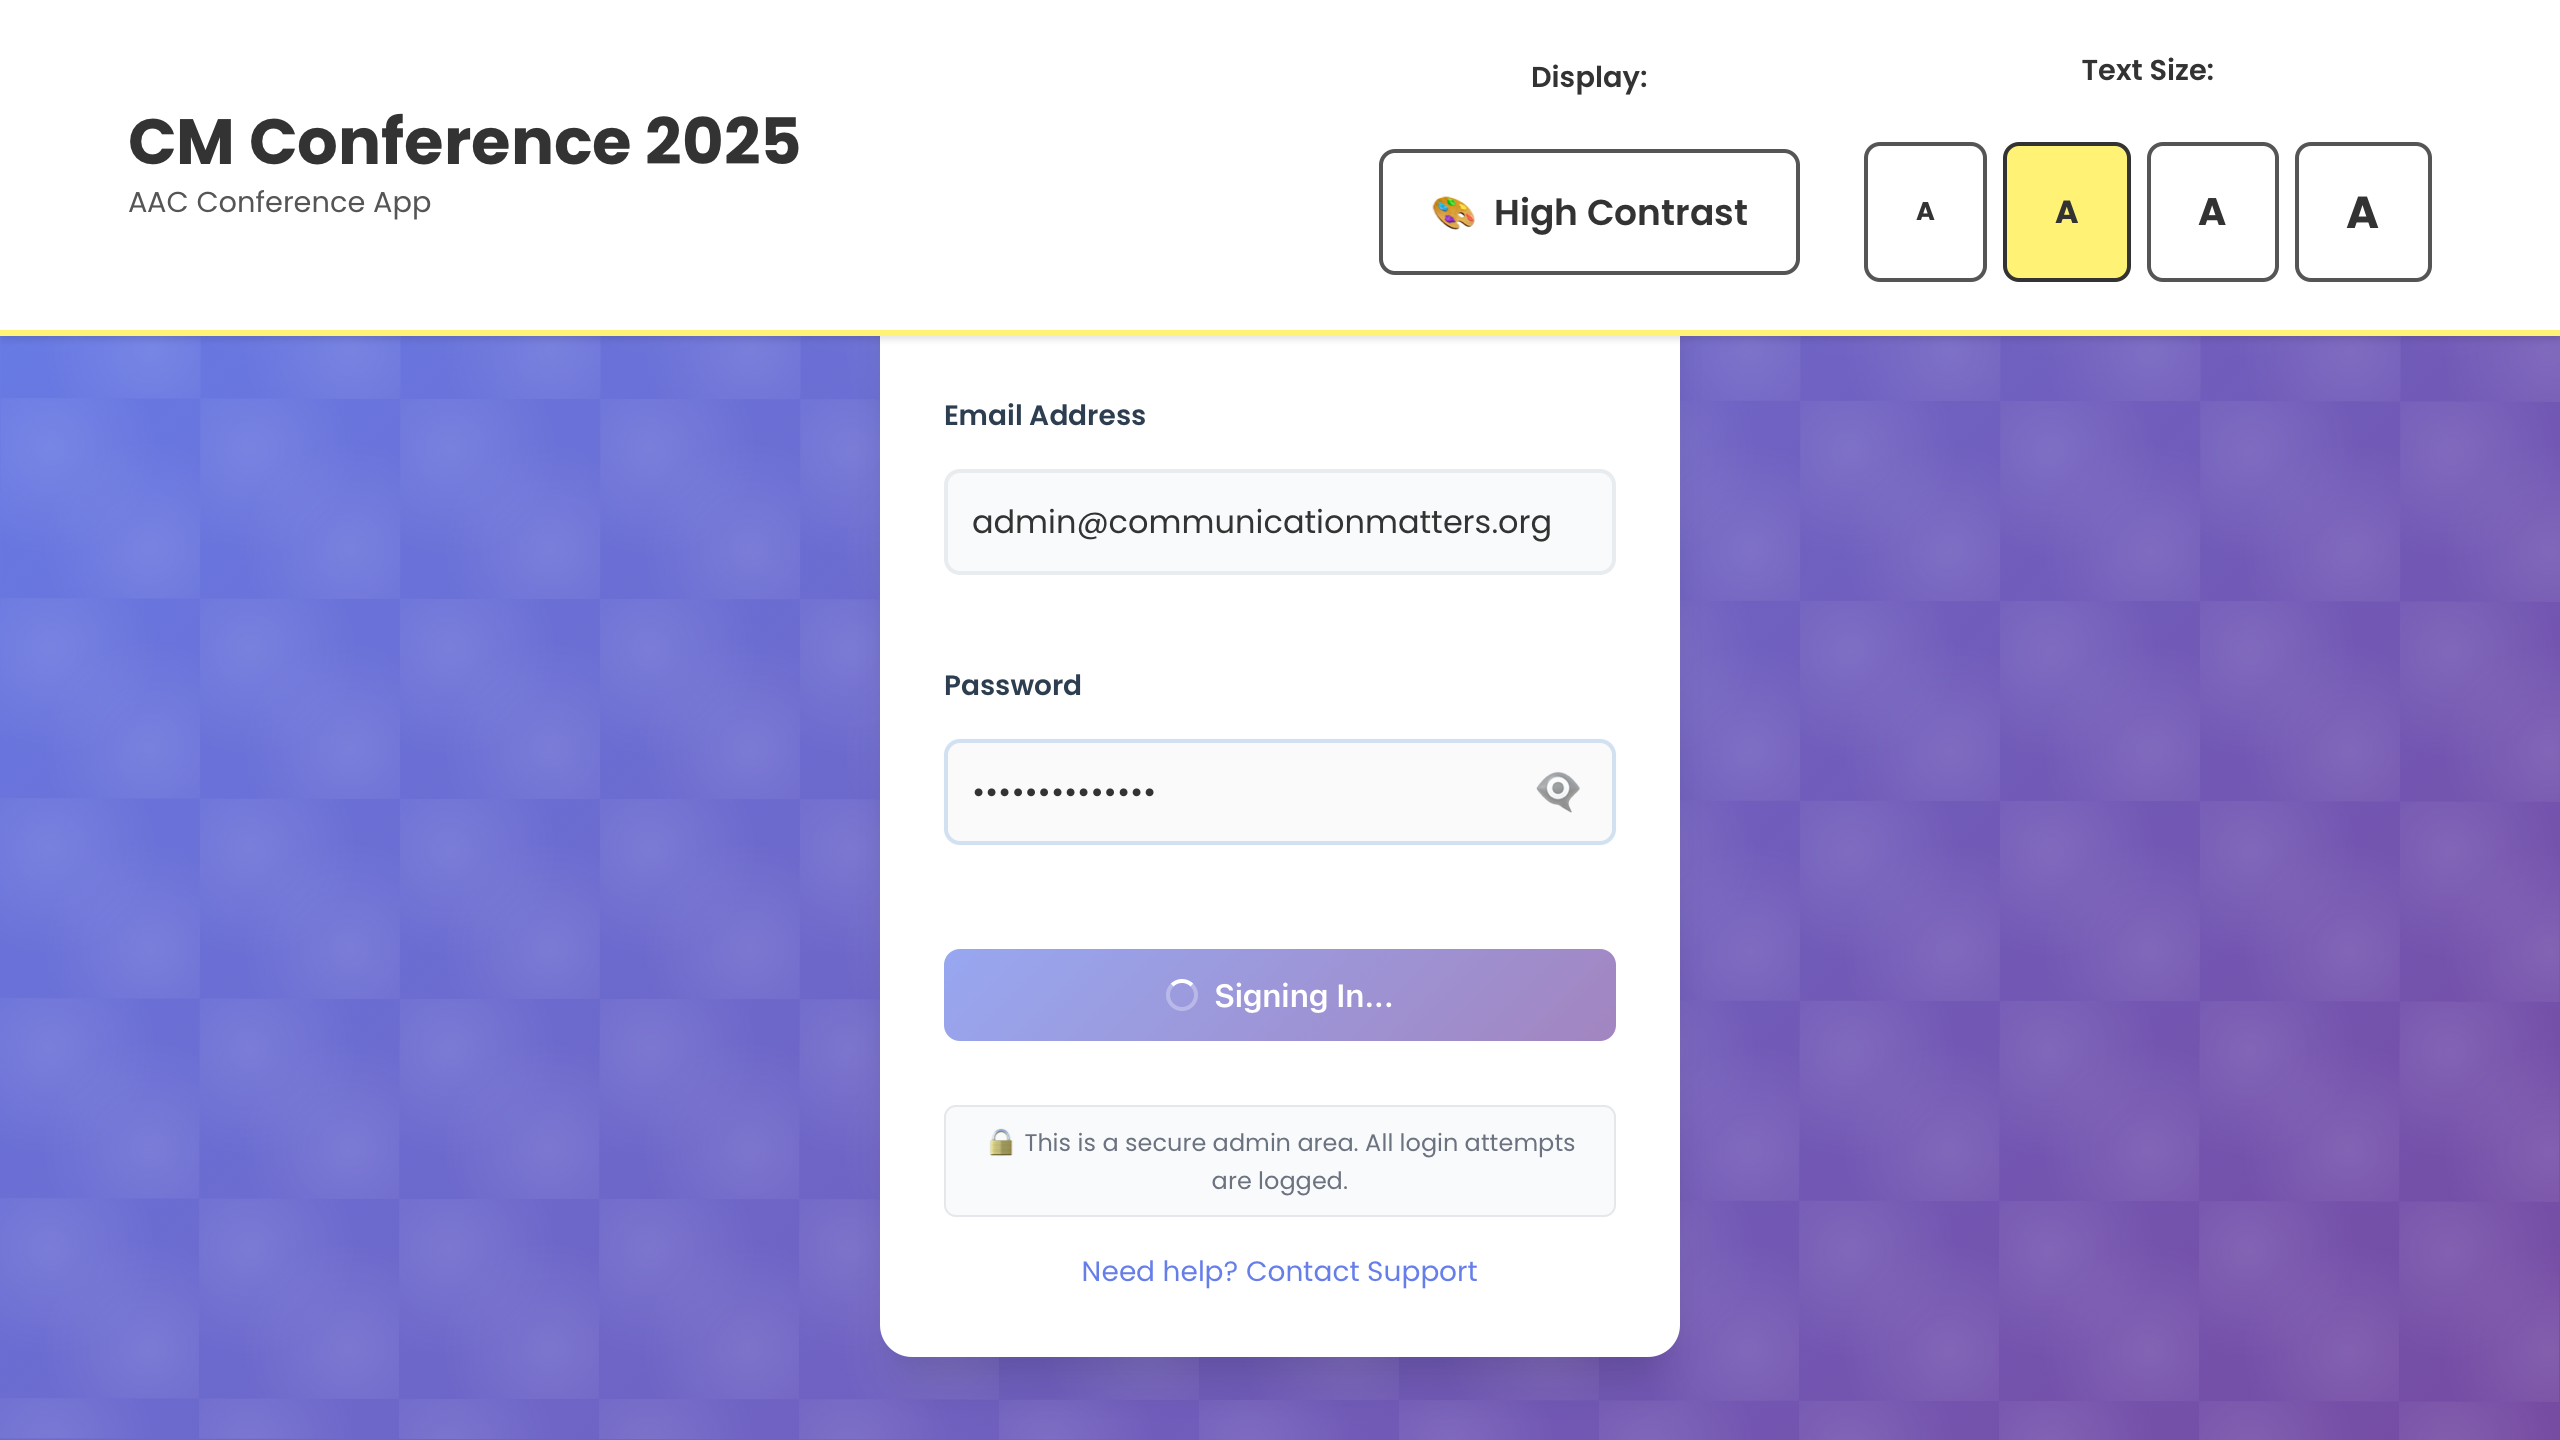 CM Conference 2025
AAC Conference App
Display:
High Contrast
Text Size:
A A A A
Email Address
admin@communicationmatters.org
Password
••••••••••••••
Signing In...
This is a secure admin area. All login attempts
are logged.
Need help? Contact Support